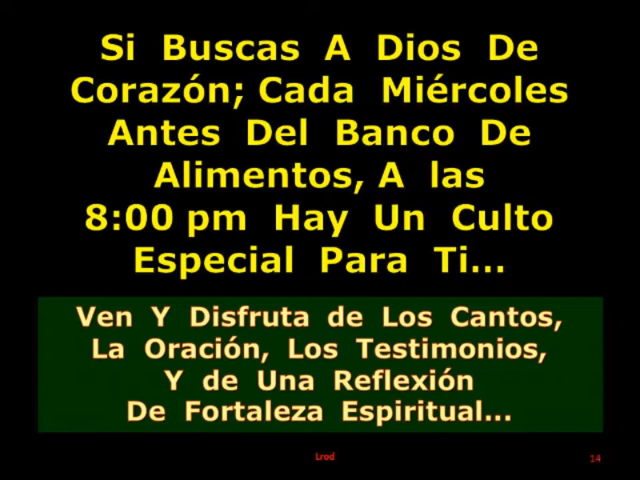 Si Buscas A Dios De
Corazón; Cada Miércoles
Antes Del Banco De
Alimentos, A las
8:00 pm Hay Un Culto
Especial Para Ti...
Ven Y Disfruta de Los Cantos,
La Oración, Los Testimonios,
Y de Una Reflexión
De Fortaleza Espiritual...
Lrod
14